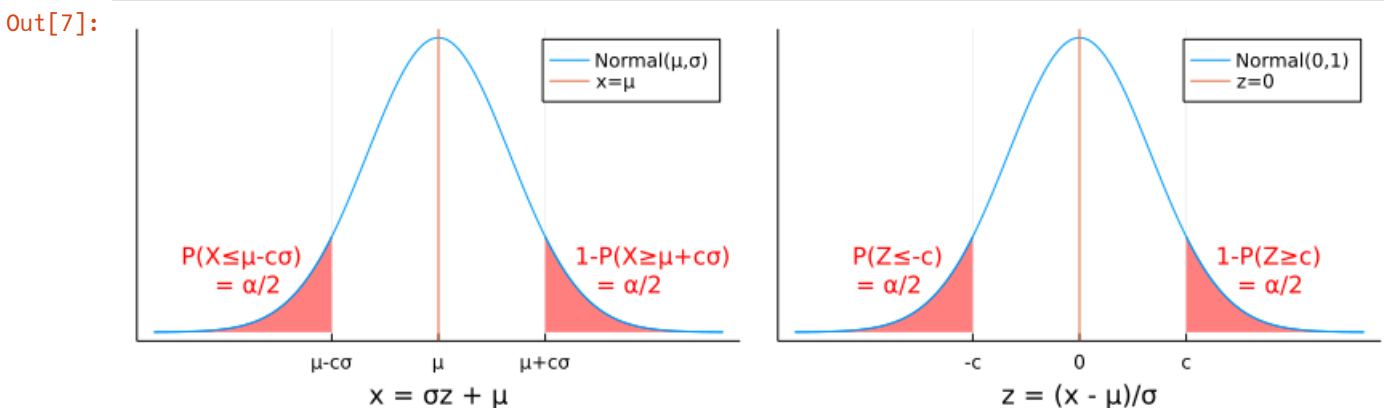 Out[7]:
Normal(μ,σ)
x=μ
P(X≤μ-cσ)
= α/2
1-P(X≥μ+cσ)
= α/2
μ-cσ
μ
μ+cσ
x = σz + μ
Normal(0,1)
z=0
P(Z≤-c)
= α/2
1-P(Z≥c)
= α/2
-c
0
c
z = (x - μ)/σ